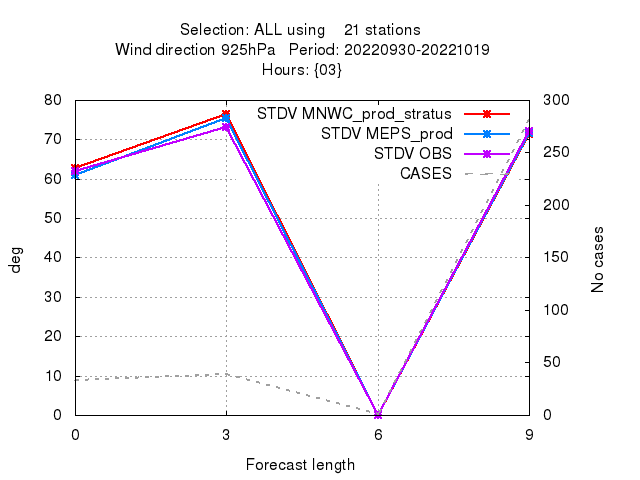 Selection: ALL using    21 stations
Wind direction 925hPa   Period: 20220930-20221019
Hours: {03}
STDV MNWC_prod_stratus
STDV MEPS_prod
STDV OBS
CASES
80
70
60
50
40
30
20
10
0
deg
300
250
200
150
100
50
0
No cases
0 3 6 9
Forecast length